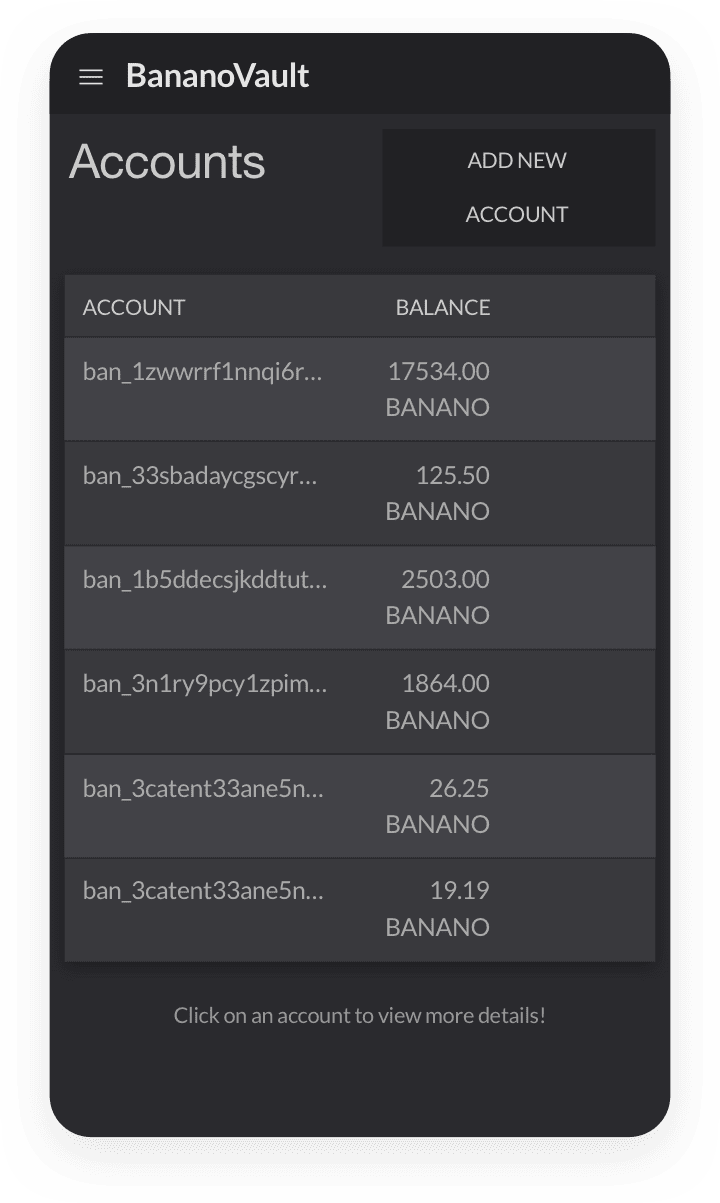 BananoVault
Accounts
ADD NEW
ACCOUNT
ACCOUNT BALANCE
ban_1zwwrrf1nnqi6r... 17534.00
BANANO
ban_33sbadaycgscyr... 125.50
BANANO
ban_1b5ddecsjkddtut... 2503.00
BANANO
ban_3n1ry9pcy1zpim... 1864.00
BANANO
ban_3catent33ane5n... 26.25
BANANO
ban_3catent33ane5n... 19.19
BANANO
Click on an account to view more details!